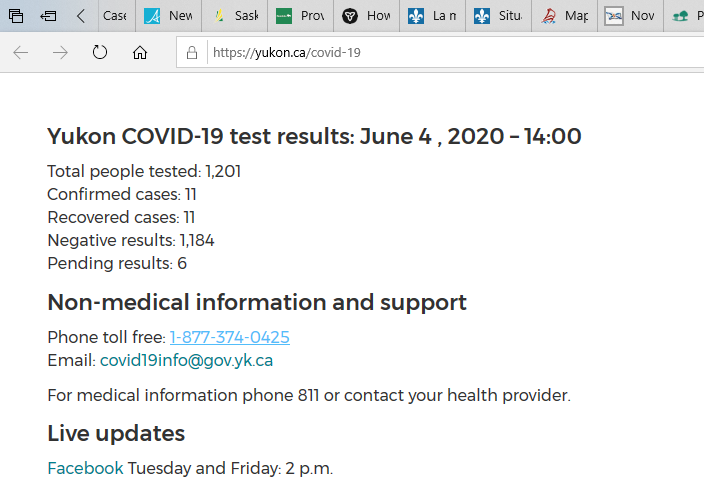 Case
New
Sask
Prov
How
La m
Situa
Map
Nov
P
https://yukon.ca/covid-19
Yukon COVID-19 test results: June 4 , 2020 – 14:00
Total people tested: 1,201
Confirmed cases: 11
Recovered cases: 11
Negative results: 1,184
Pending results: 6
Non-medical information and support
Phone toll free: 1-877-374-0425
Email: covid19info@gov.yk.ca
For medical information phone 811 or contact your health provider.
Live updates
Facebook Tuesday and Friday: 2 p.m.